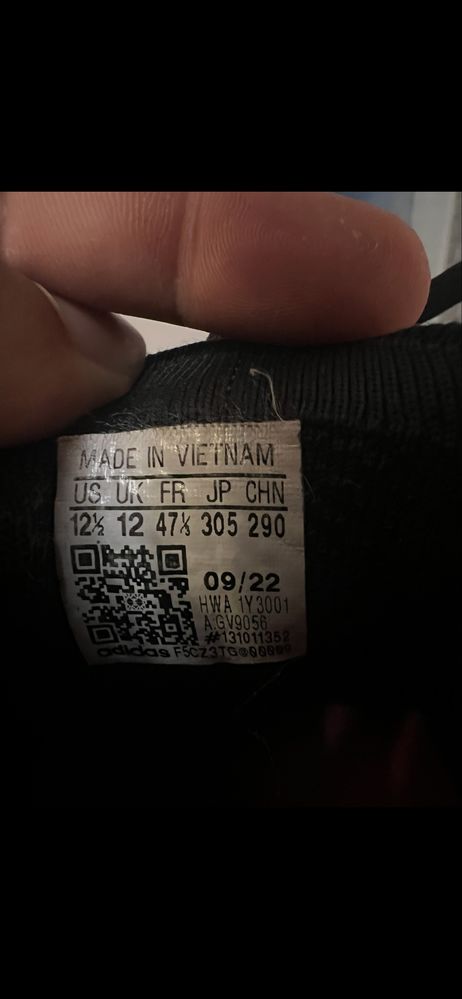 MADE IN VIETNAM
US UK FR JP CHN
12½ 12 47⅓ 305 290
09/22
HWA 1Y3001
A:GV9056
#131011352
adidas F5CZ3TG